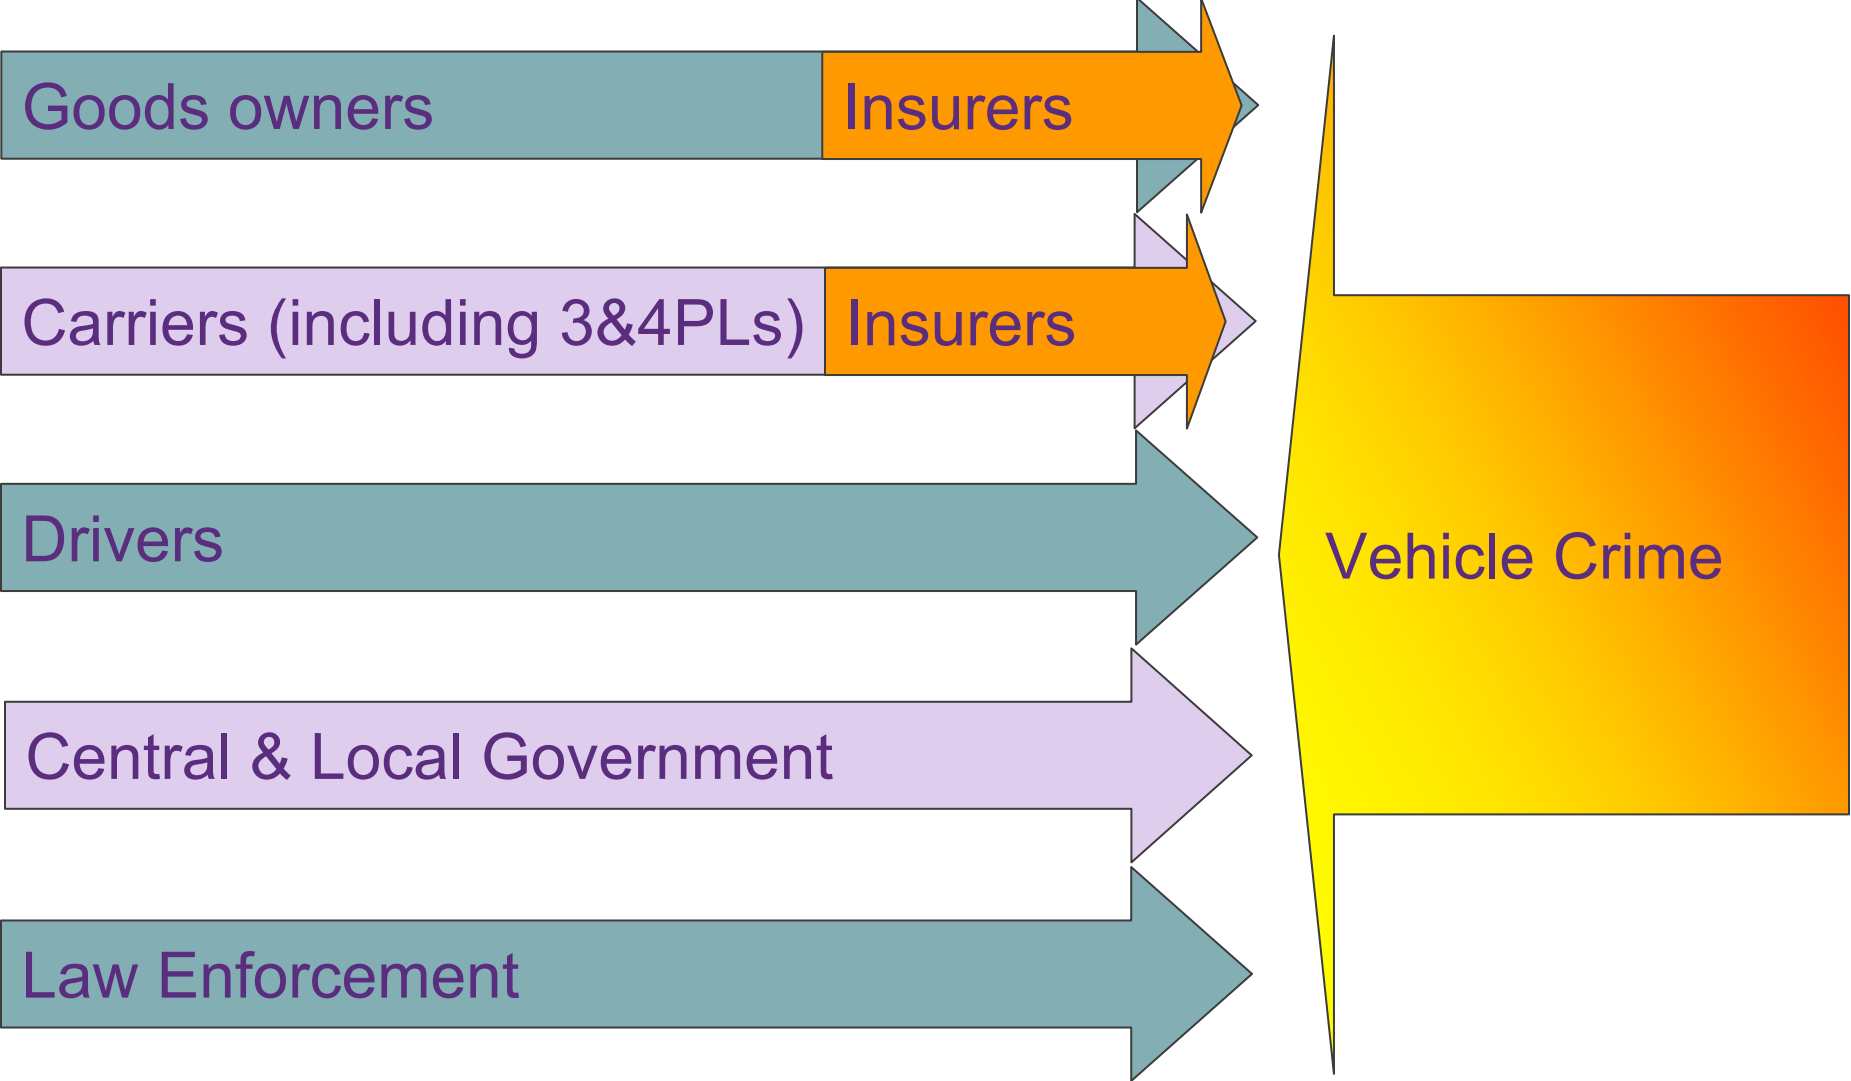 Goods owners
Insurers
Carriers (including 3&4PLs)
Insurers
Drivers
Vehicle Crime
Central & Local Government
Law Enforcement